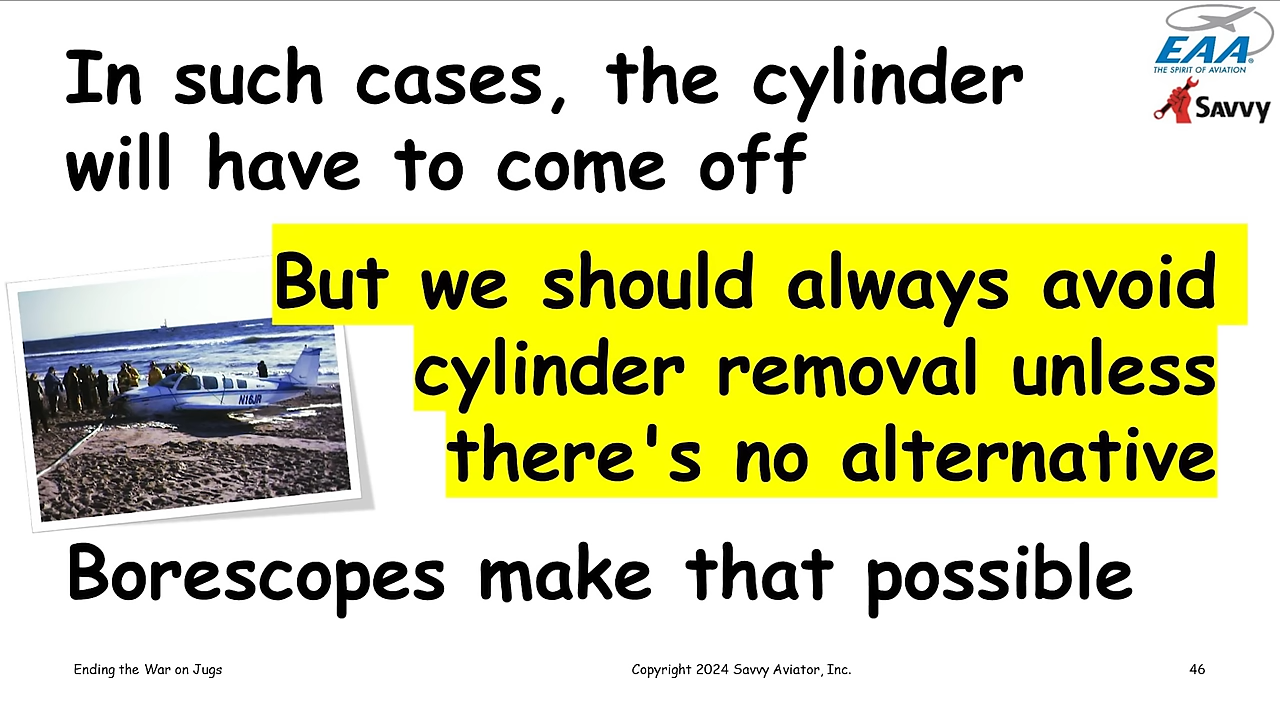 In such cases, the cylinder
will have to come off
EAA®
THE SPIRIT OF AVIATION
SAVVY
But we should always avoid
cylinder removal unless
there's no alternative
N16JR
Borescopes make that possible
Ending the War on Jugs
Copyright 2024 Savvy Aviator, Inc.
46